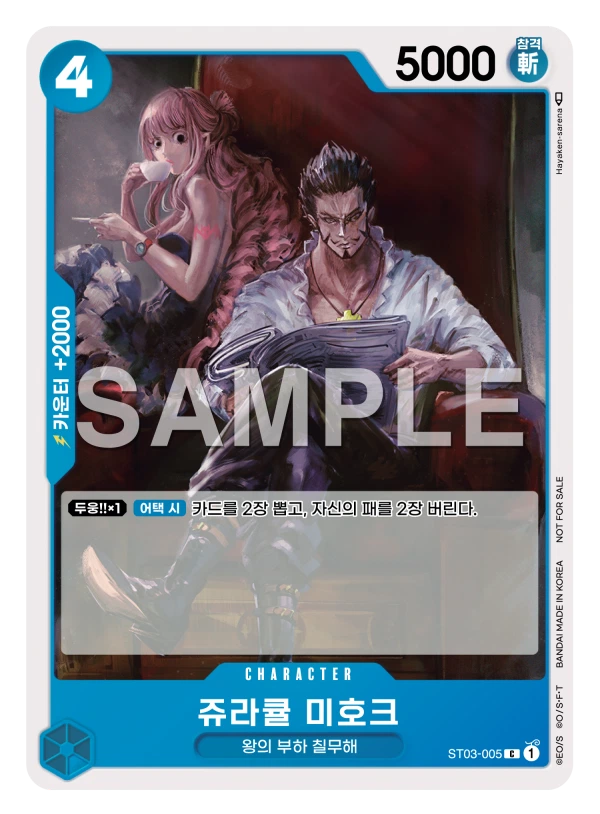 4
5000
참격
斬
Hayaken-sarena
카운터 +2000
SAMPLE
두웅!!×1 어택 시 카드를 2장 뽑고, 자신의 패를 2장 버린다.
CHARACTER
쥬라큘 미호크
왕의 부하 칠무해
ST03-005 C 1
©EO/S ©O/S·F·T BANDAI MADE IN KOREA NOT FOR SALE